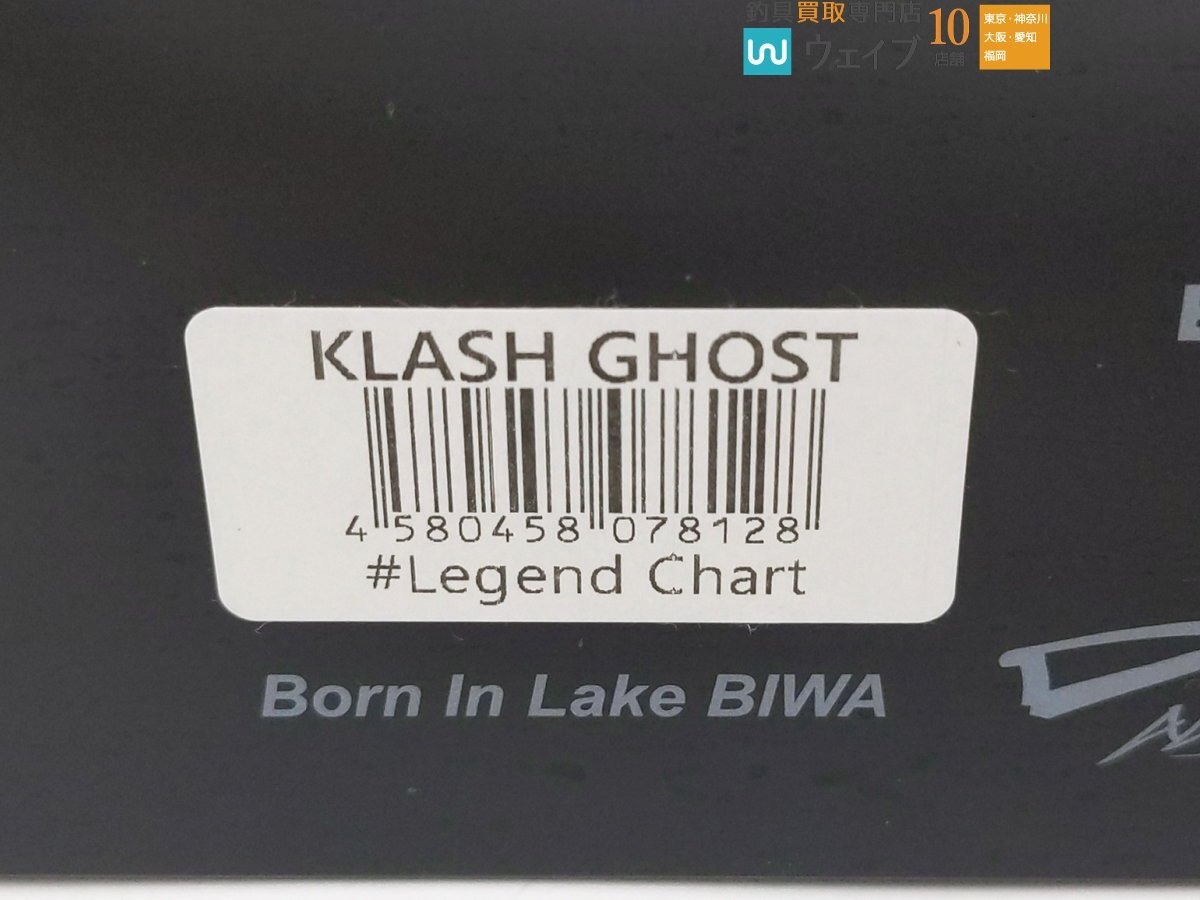 釣具買取専門店
ウェイブ
10
店舗
東京・神奈川
大阪・愛知
福岡
KLASH GHOST
4 580458 078128
#Legend Chart
Born In Lake BIWA